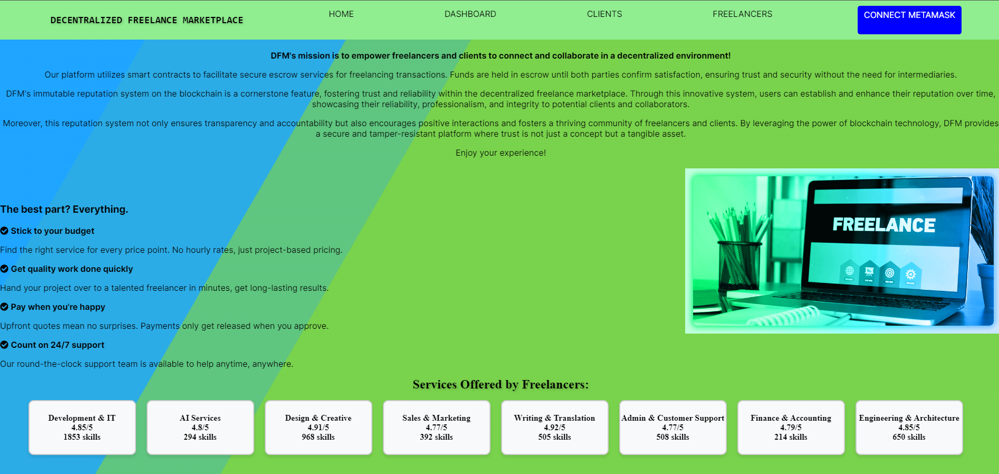 DECENTRALIZED FREELANCE MARKETPLACE
HOME
DASHBOARD
CLIENTS
FREELANCERS
CONNECT METAMASK
DFM's mission is to empower freelancers and clients to connect and collaborate in a decentralized environment!
Our platform utilizes smart contracts to facilitate secure escrow services for freelancing transactions. Funds are held in escrow until both parties confirm satisfaction, ensuring trust and security without the need for intermediaries.
DFM's immutable reputation system on the blockchain is a cornerstone feature, fostering trust and reliability within the decentralized freelance marketplace. Through this innovative system, users can establish and enhance their reputation over time,
showcasing their reliability, professionalism, and integrity to potential clients and collaborators.
Moreover, this reputation system not only ensures transparency and accountability but also encourages positive interactions and fosters a thriving community of freelancers and clients. By leveraging the power of blockchain technology, DFM provides
a secure and tamper-resistant platform where trust is not just a concept but a tangible asset.
Enjoy your experience!
The best part? Everything.
Stick to your budget
Find the right service for every price point. No hourly rates, just project-based pricing.
Get quality work done quickly
Hand your project over to a talented freelancer in minutes, get long-lasting results.
Pay when you're happy
Upfront quotes mean no surprises. Payments only get released when you approve.
Count on 24/7 support
Our round-the-clock support team is available to help anytime, anywhere.
FREELANCE
Services Offered by Freelancers:
Development & IT
4.85/5
1853 skills
AI Services
4.8/5
294 skills
Design & Creative
4.91/5
968 skills
Sales & Marketing
4.77/5
392 skills
Writing & Translation
4.92/5
505 skills
Admin & Customer Support
4.77/5
508 skills
Finance & Accounting
4.79/5
214 skills
Engineering & Architecture
4.85/5
650 skills